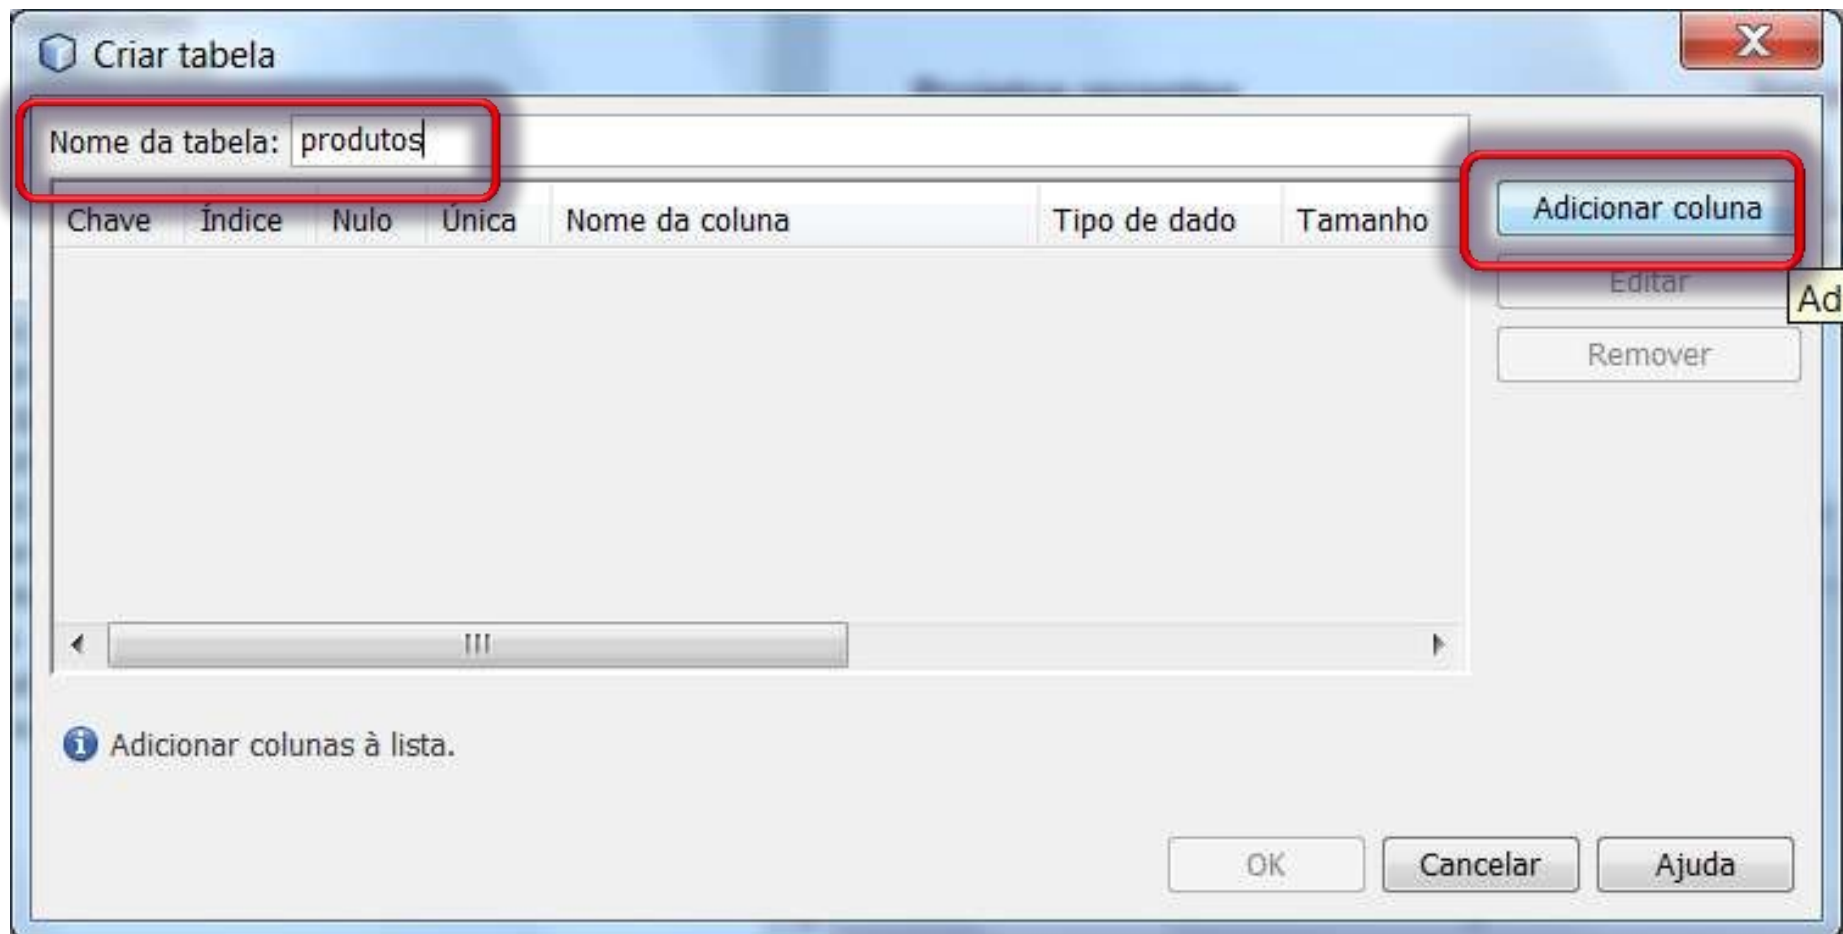 Criar tabela
Nome da tabela: produtos
Chave Índice Nulo Única Nome da coluna Tipo de dado Tamanho
Adicionar coluna
Editar
Ad
Remover
Adicionar colunas à lista.
OK Cancelar Ajuda